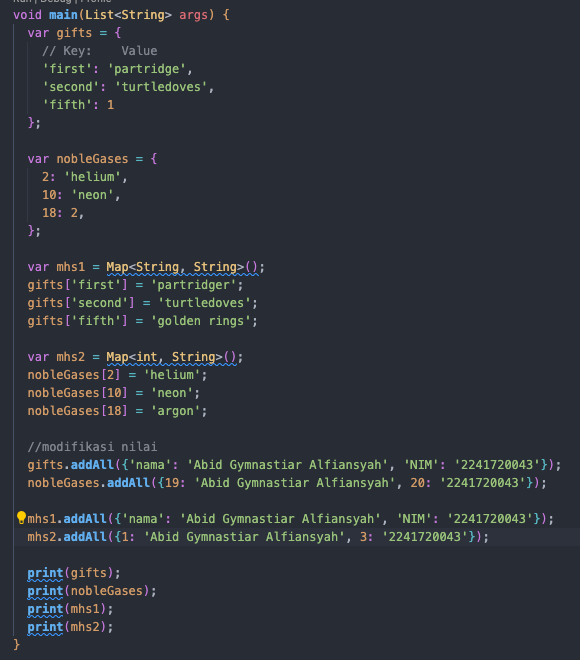 Run | Debug | Profile
void main(List<String> args) {
  var gifts = {
    // Key:    Value
    'first': 'partridge',
    'second': 'turtledoves',
    'fifth': 1
  };

  var nobleGases = {
    2: 'helium',
    10: 'neon',
    18: 2,
  };

  var mhs1 = Map<String, String>();
  gifts['first'] = 'partridger';
  gifts['second'] = 'turtledoves';
  gifts['fifth'] = 'golden rings';

  var mhs2 = Map<int, String>();
  nobleGases[2] = 'helium';
  nobleGases[10] = 'neon';
  nobleGases[18] = 'argon';

  //modifikasi nilai
  gifts.addAll({'nama': 'Abid Gymnastiar Alfiansyah', 'NIM': '2241720043'});
  nobleGases.addAll({19: 'Abid Gymnastiar Alfiansyah', 20: '2241720043'});

  mhs1.addAll({'nama': 'Abid Gymnastiar Alfiansyah', 'NIM': '2241720043'});
  mhs2.addAll({1: 'Abid Gymnastiar Alfiansyah', 3: '2241720043'});

  print(gifts);
  print(nobleGases);
  print(mhs1);
  print(mhs2);
}